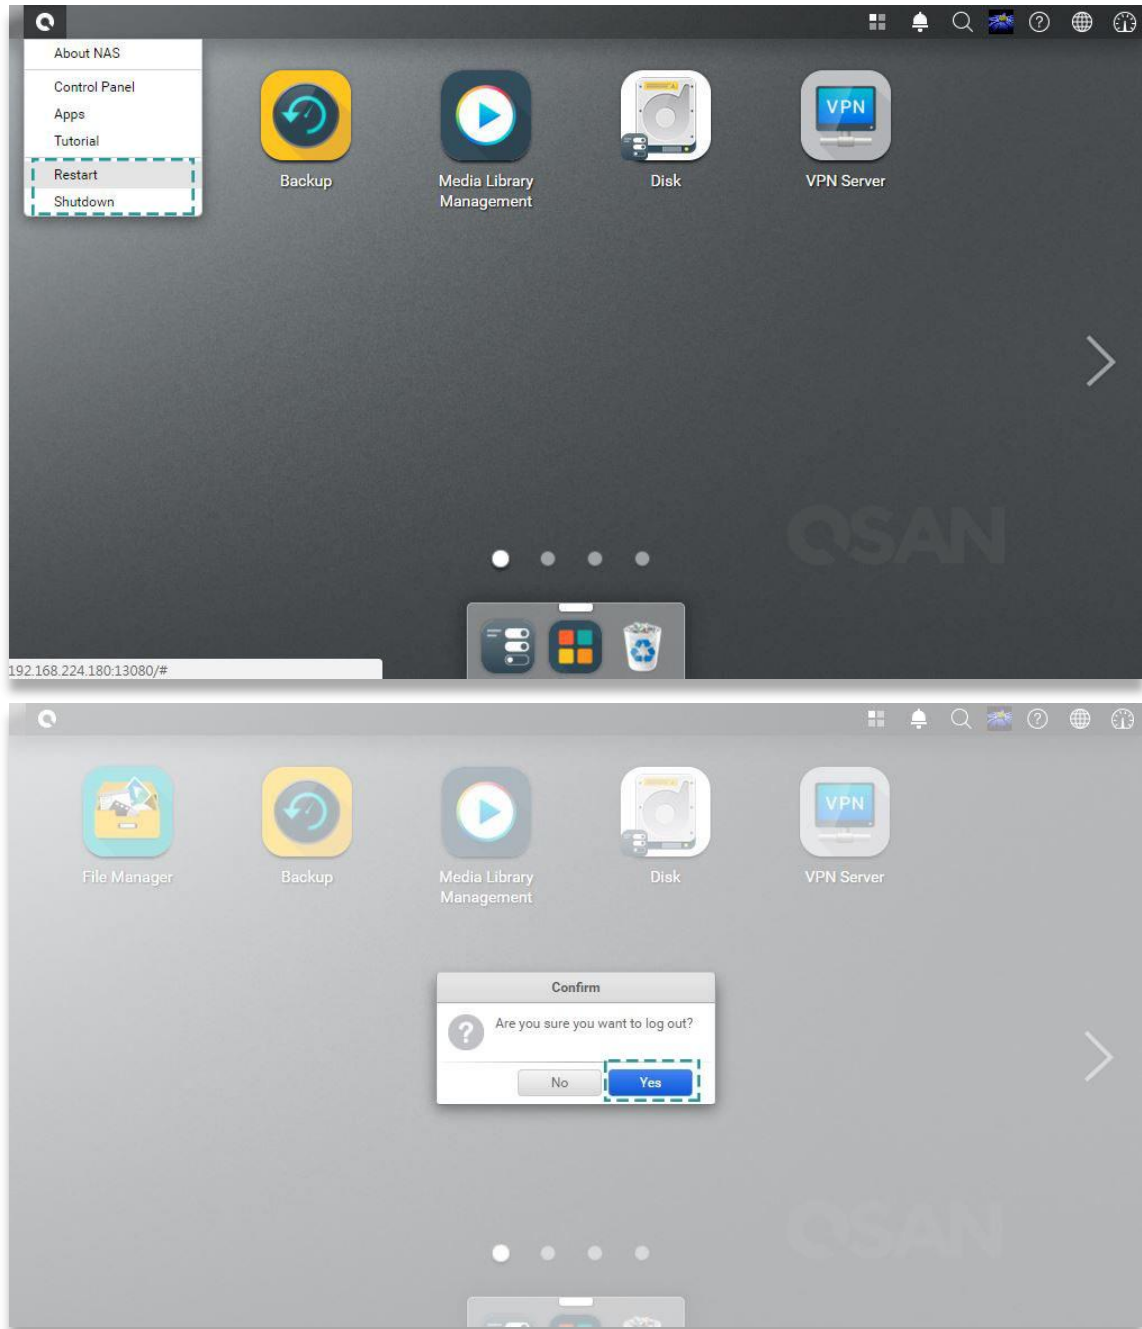 About NAS
Control Panel
Apps
Tutorial
Restart
Shutdown
VPN
Backup
Media Library
Management
Disk
VPN Server
QSAN
192.168.224.180:13080/#
VPN
File Manager
Backup
Media Library
Management
Disk
VPN Server
Confirm
Are you sure you want to log out?
No
Yes
QSAN